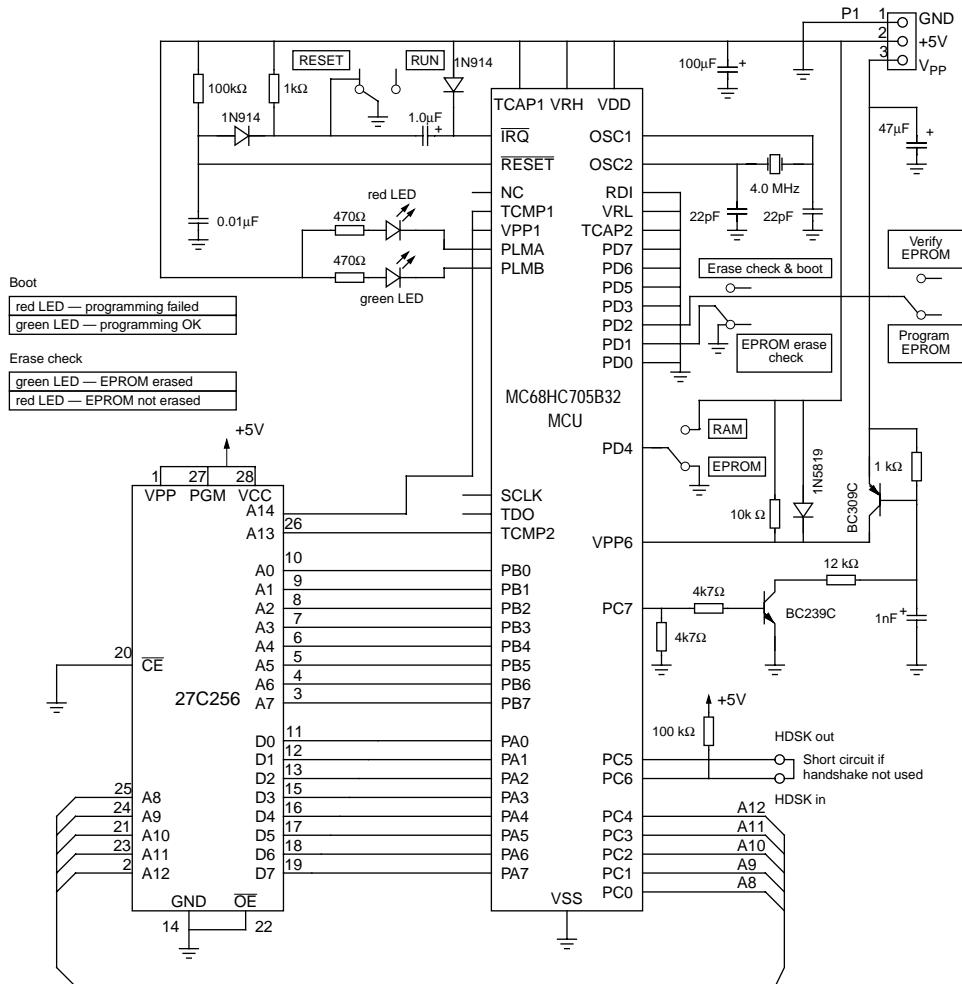 P1
1
GND
2
+5V
3
VPP
RESET
RUN
1N914
100µF
+
100kΩ
1kΩ
1N914
1.0µF
+
TCAP1 VRH VDD
47µF
+
IRQ
OSC1
RESET
OSC2
4.0 MHz
22pF
22pF
red LED
NC
RDI
TCMP1
VRL
0.01µF
470Ω
VPP1
TCAP2
PLMA
PD7
470Ω
PLMB
PD6
green LED
PD5
PD3
PD2
PD1
PD0
Verify
EPROM
Erase check & boot
Program
EPROM
EPROM erase
check
Boot
red LED — programming failed
green LED — programming OK
Erase check
green LED — EPROM erased
red LED — EPROM not erased
MC68HC705B32
MCU
RAM
PD4
EPROM
1N5819
1 kΩ
BC309C
10k Ω
+5V
1 27 28
VPP PGM VCC
A14
SCLK
TDO
26
A13
TCMP2
VPP6
12 kΩ
10
A0
PB0
9
A1
PB1
8
A2
PB2
7
A3
PB3
6
A4
PB4
5
A5
PB5
4
A6
PB6
3
A7
PB7
PC7
4k7Ω
4k7Ω
BC239C
1nF
+
20
CE
27C256
+5V
100 kΩ
11
D0
PA0
12
D1
PA1
13
D2
PA2
15
D3
PA3
16
D4
PA4
17
D5
PA5
18
D6
PA6
19
D7
PA7
HDSK out
PC5
PC6
Short circuit if
handshake not used
HDSK in
25
A8
24
A9
21
A10
23
A11
2
A12
PC4
A12
PC3
A11
PC2
A10
PC1
A9
PC0
A8
GND OE
14 22
VSS